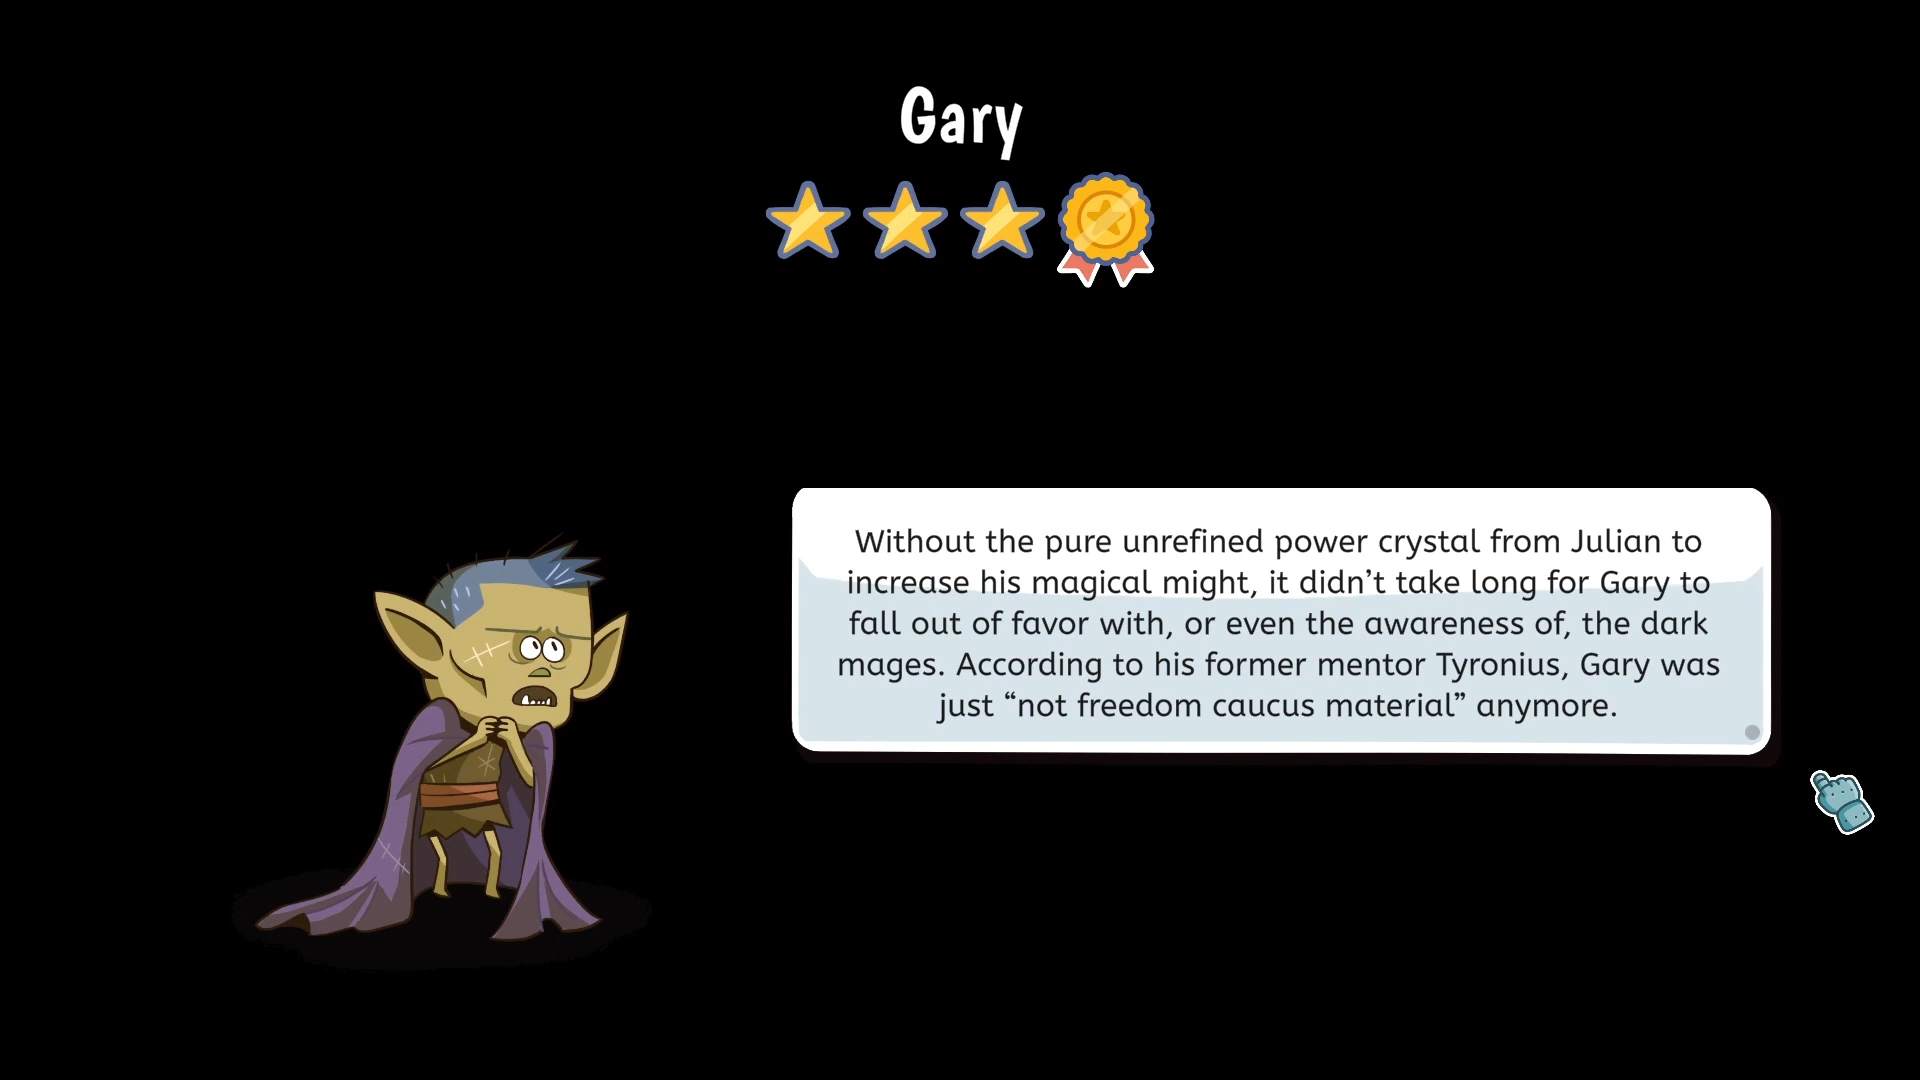 Gary
Without the pure unrefined power crystal from Julian to
increase his magical might, it didn’t take long for Gary to
fall out of favor with, or even the awareness of, the dark
mages. According to his former mentor Tyronius, Gary was
just “not freedom caucus material” anymore.